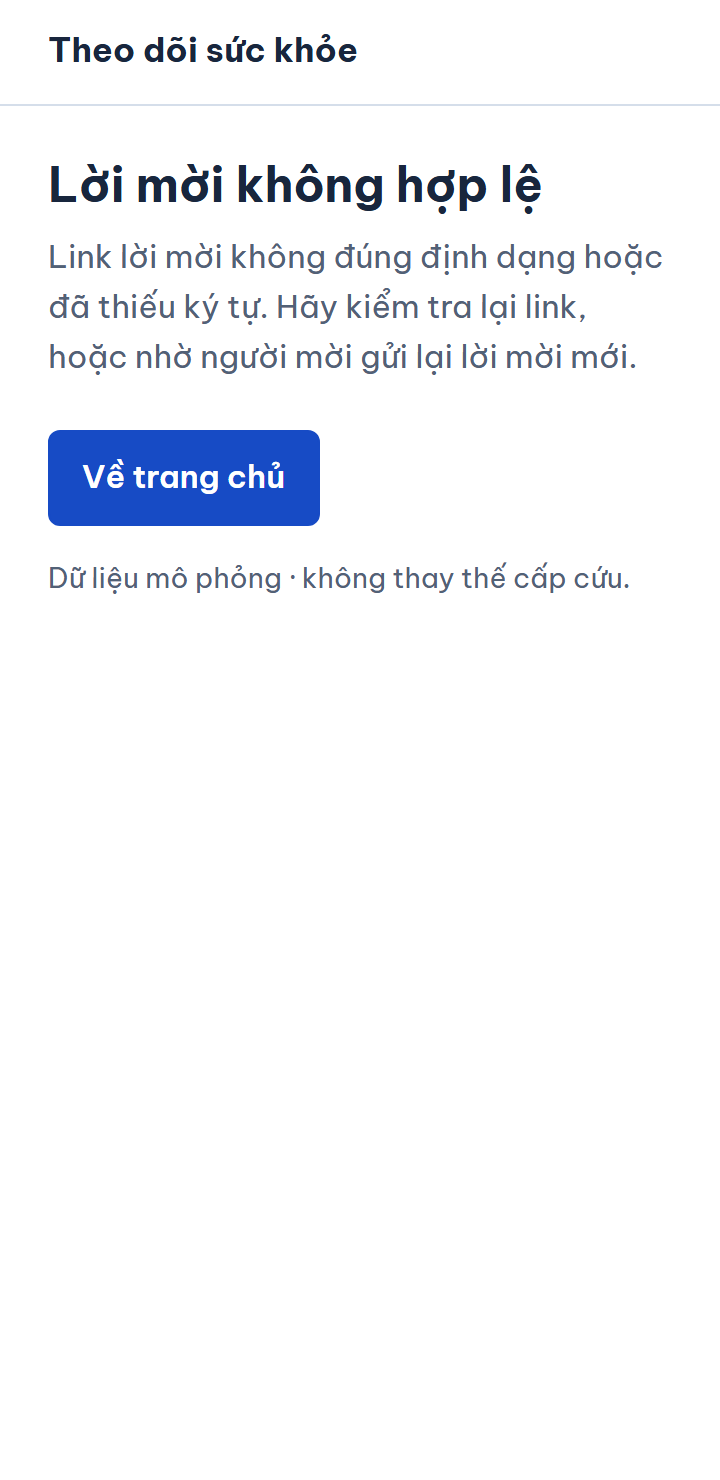 Theo dõi sức khỏe
Lời mời không hợp lệ
Link lời mời không đúng định dạng hoặc
đã thiếu ký tự. Hãy kiểm tra lại link,
hoặc nhờ người mời gửi lại lời mời mới.
Về trang chủ
Dữ liệu mô phỏng · không thay thế cấp cứu.